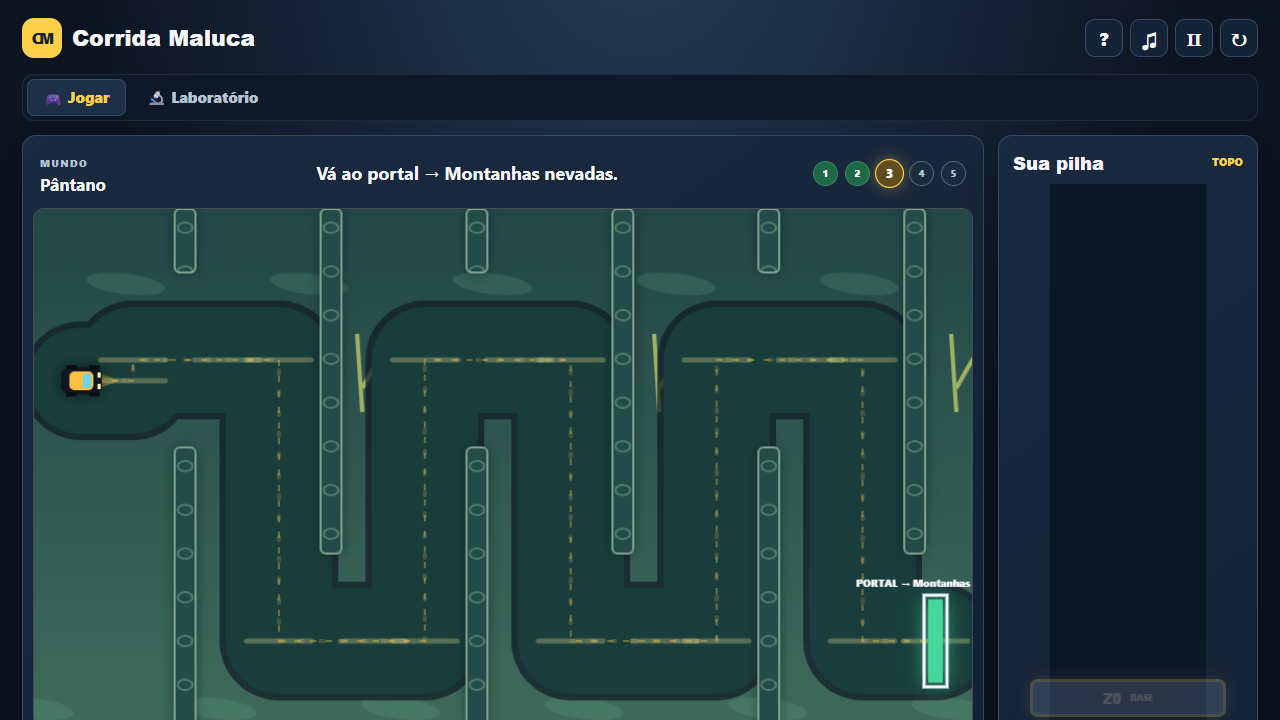 CM Corrida Maluca
?
Jogar
Laboratório
MUNDO
Pântano
Vá ao portal → Montanhas nevadas.
1 2 3 4 5
Sua pilha
TOPO
PORTAL → Montanhas
Z0 BASE